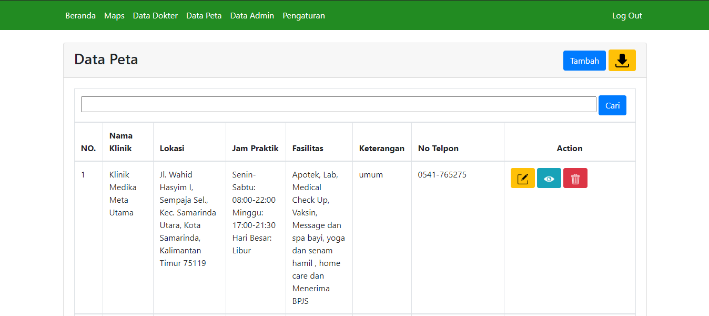 Beranda Maps Data Dokter Data Peta Data Admin Pengaturan Log Out
Data Peta Tambah
Cari
NO. Nama Klinik Lokasi Jam Praktik Fasilitas Keterangan No Telpon Action
1
Klinik
Medika
Meta
Utama
Jl. Wahid
Hasyim I,
Sempaja Sel.,
Kec. Samarinda
Utara, Kota
Samarinda,
Kalimantan
Timur 75119
Senin-
Sabtu:
08:00-22:00
Minggu:
17:00-21:30
Hari Besar:
Libur
Apotek, Lab,
Medical
Check Up,
Vaksin,
Message dan
spa bayi, yoga
dan senam
hamil , home
care dan
Menerima
BPJS
umum
0541-765275